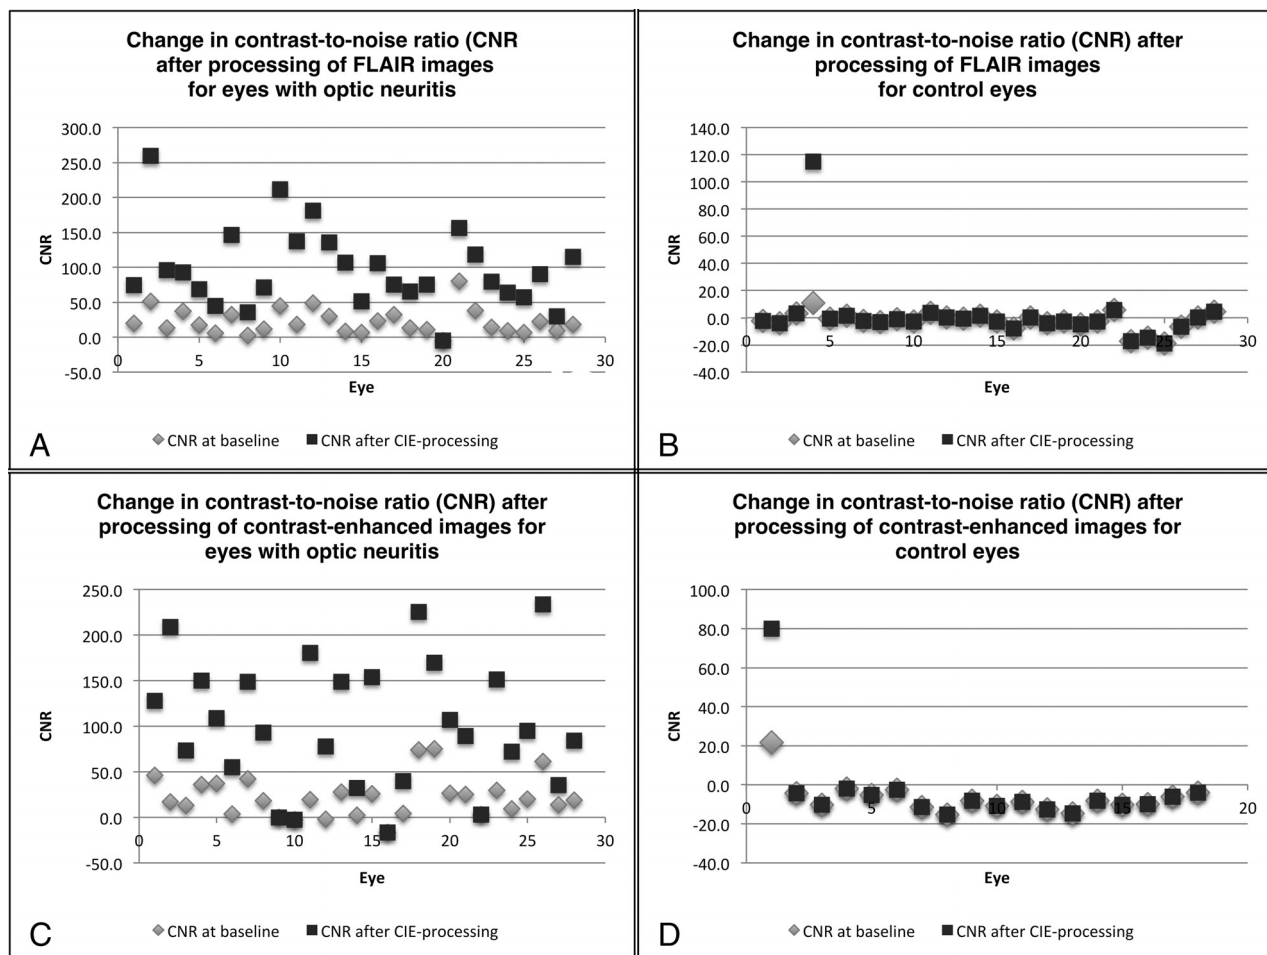 Change in contrast-to-noise ratio (CNR
after processing of FLAIR images
for eyes with optic neuritis
300.0
250.0
200.0
150.0
100.0
50.0
0.0
-50.0
CNR
0 5 10 15 20 25 30
Eye
CNR at baseline CNR after CIE-processing
A
Change in contrast-to-noise ratio (CNR) after
processing of FLAIR images
for control eyes
140.0
120.0
100.0
80.0
60.0
40.0
20.0
0.0
-20.0
-40.0
CNR
0 5 10 15 20 25 30
Eye
CNR at baseline CNR after CIE-processing
B
Change in contrast-to-noise ratio (CNR) after
processing of contrast-enhanced images for
eyes with optic neuritis
250.0
200.0
150.0
100.0
50.0
0.0
-50.0
CNR
0 5 10 15 20 25 30
Eye
CNR at baseline CNR after CIE-processing
C
Change in contrast-to-noise ratio (CNR) after
processing of contrast-enhanced images for
control eyes
100.0
80.0
60.0
40.0
20.0
0.0
-20.0
-40.0
CNR
0 5 10 15 20
Eye
CNR at baseline CNR after CIE-processing
D